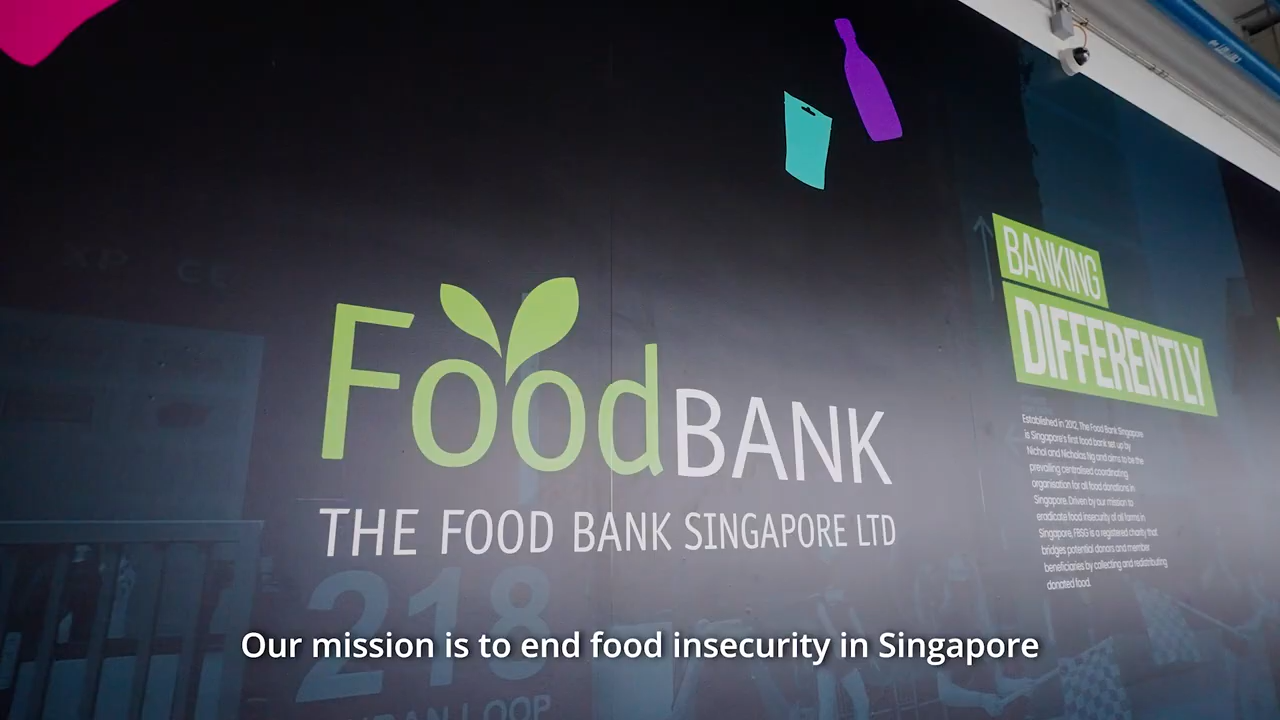 FoodBANK
THE FOOD BANK SINGAPORE LTD
BANKING
DIFFERENTLY
Established in 2012, The Food Bank Singapore
is Singapore's first food bank set up by
Nichol and Nicholas Ng and aims to be the
prevailing centralised coordinating
organisation for all food donations in
Singapore. Driven by our mission to
eradicate food insecurity of all forms in
Singapore, FBSG is a registered charity that
bridges potential donors and member
beneficiaries by collecting and redistributing
donated food.
218
LOOP
Our mission is to end food insecurity in Singapore